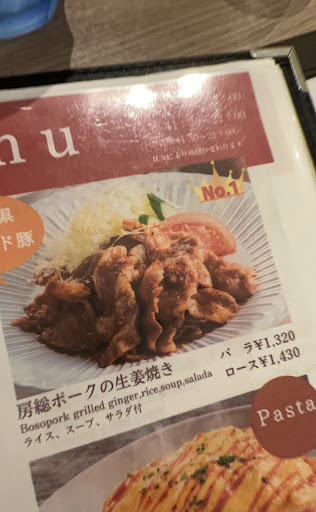 nu
No.1
県
ド豚
房総ポークの生姜焼き
Bosopork grilled ginger,rice,soup,salada
ライス、スープ、サラダ付
バ ラ¥1,320
ロース¥1,430
Pasta